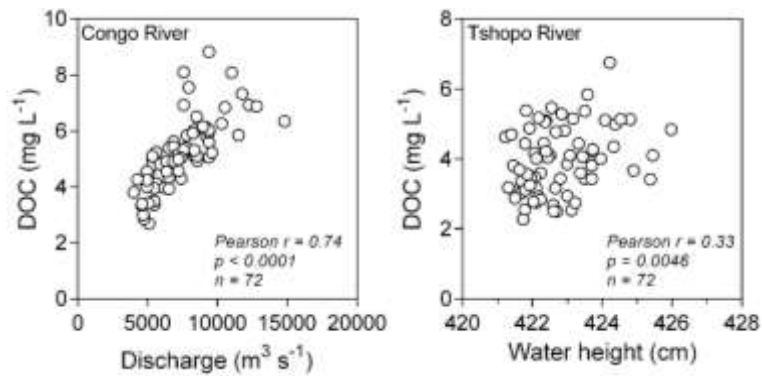 Congo River
DOC (mg L⁻¹)
10
8
6
4
2
0
Pearson r = 0.74
p < 0.0001
n = 72
0 5000 10000 15000 20000
Discharge (m³ s⁻¹)
Tshopo River
DOC (mg L⁻¹)
8
6
4
2
0
Pearson r = 0.33
p = 0.0046
n = 72
420 422 424 426 428
Water height (cm)